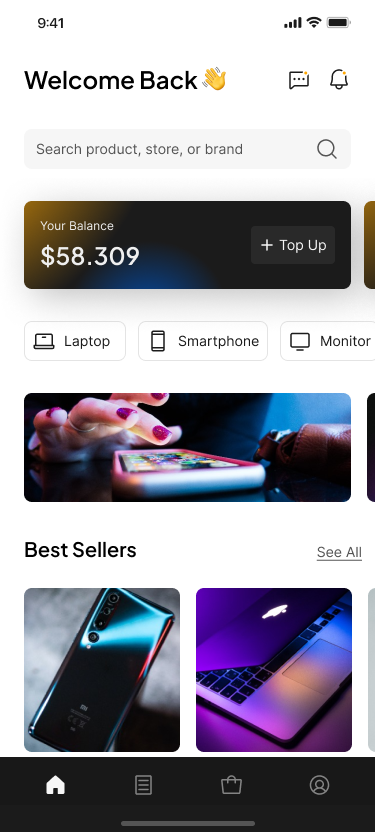 9:41
Welcome Back 👋
Search product, store, or brand
Your Balance
$58.309
+ Top Up
Laptop
Smartphone
Monitor
Best Sellers
See All